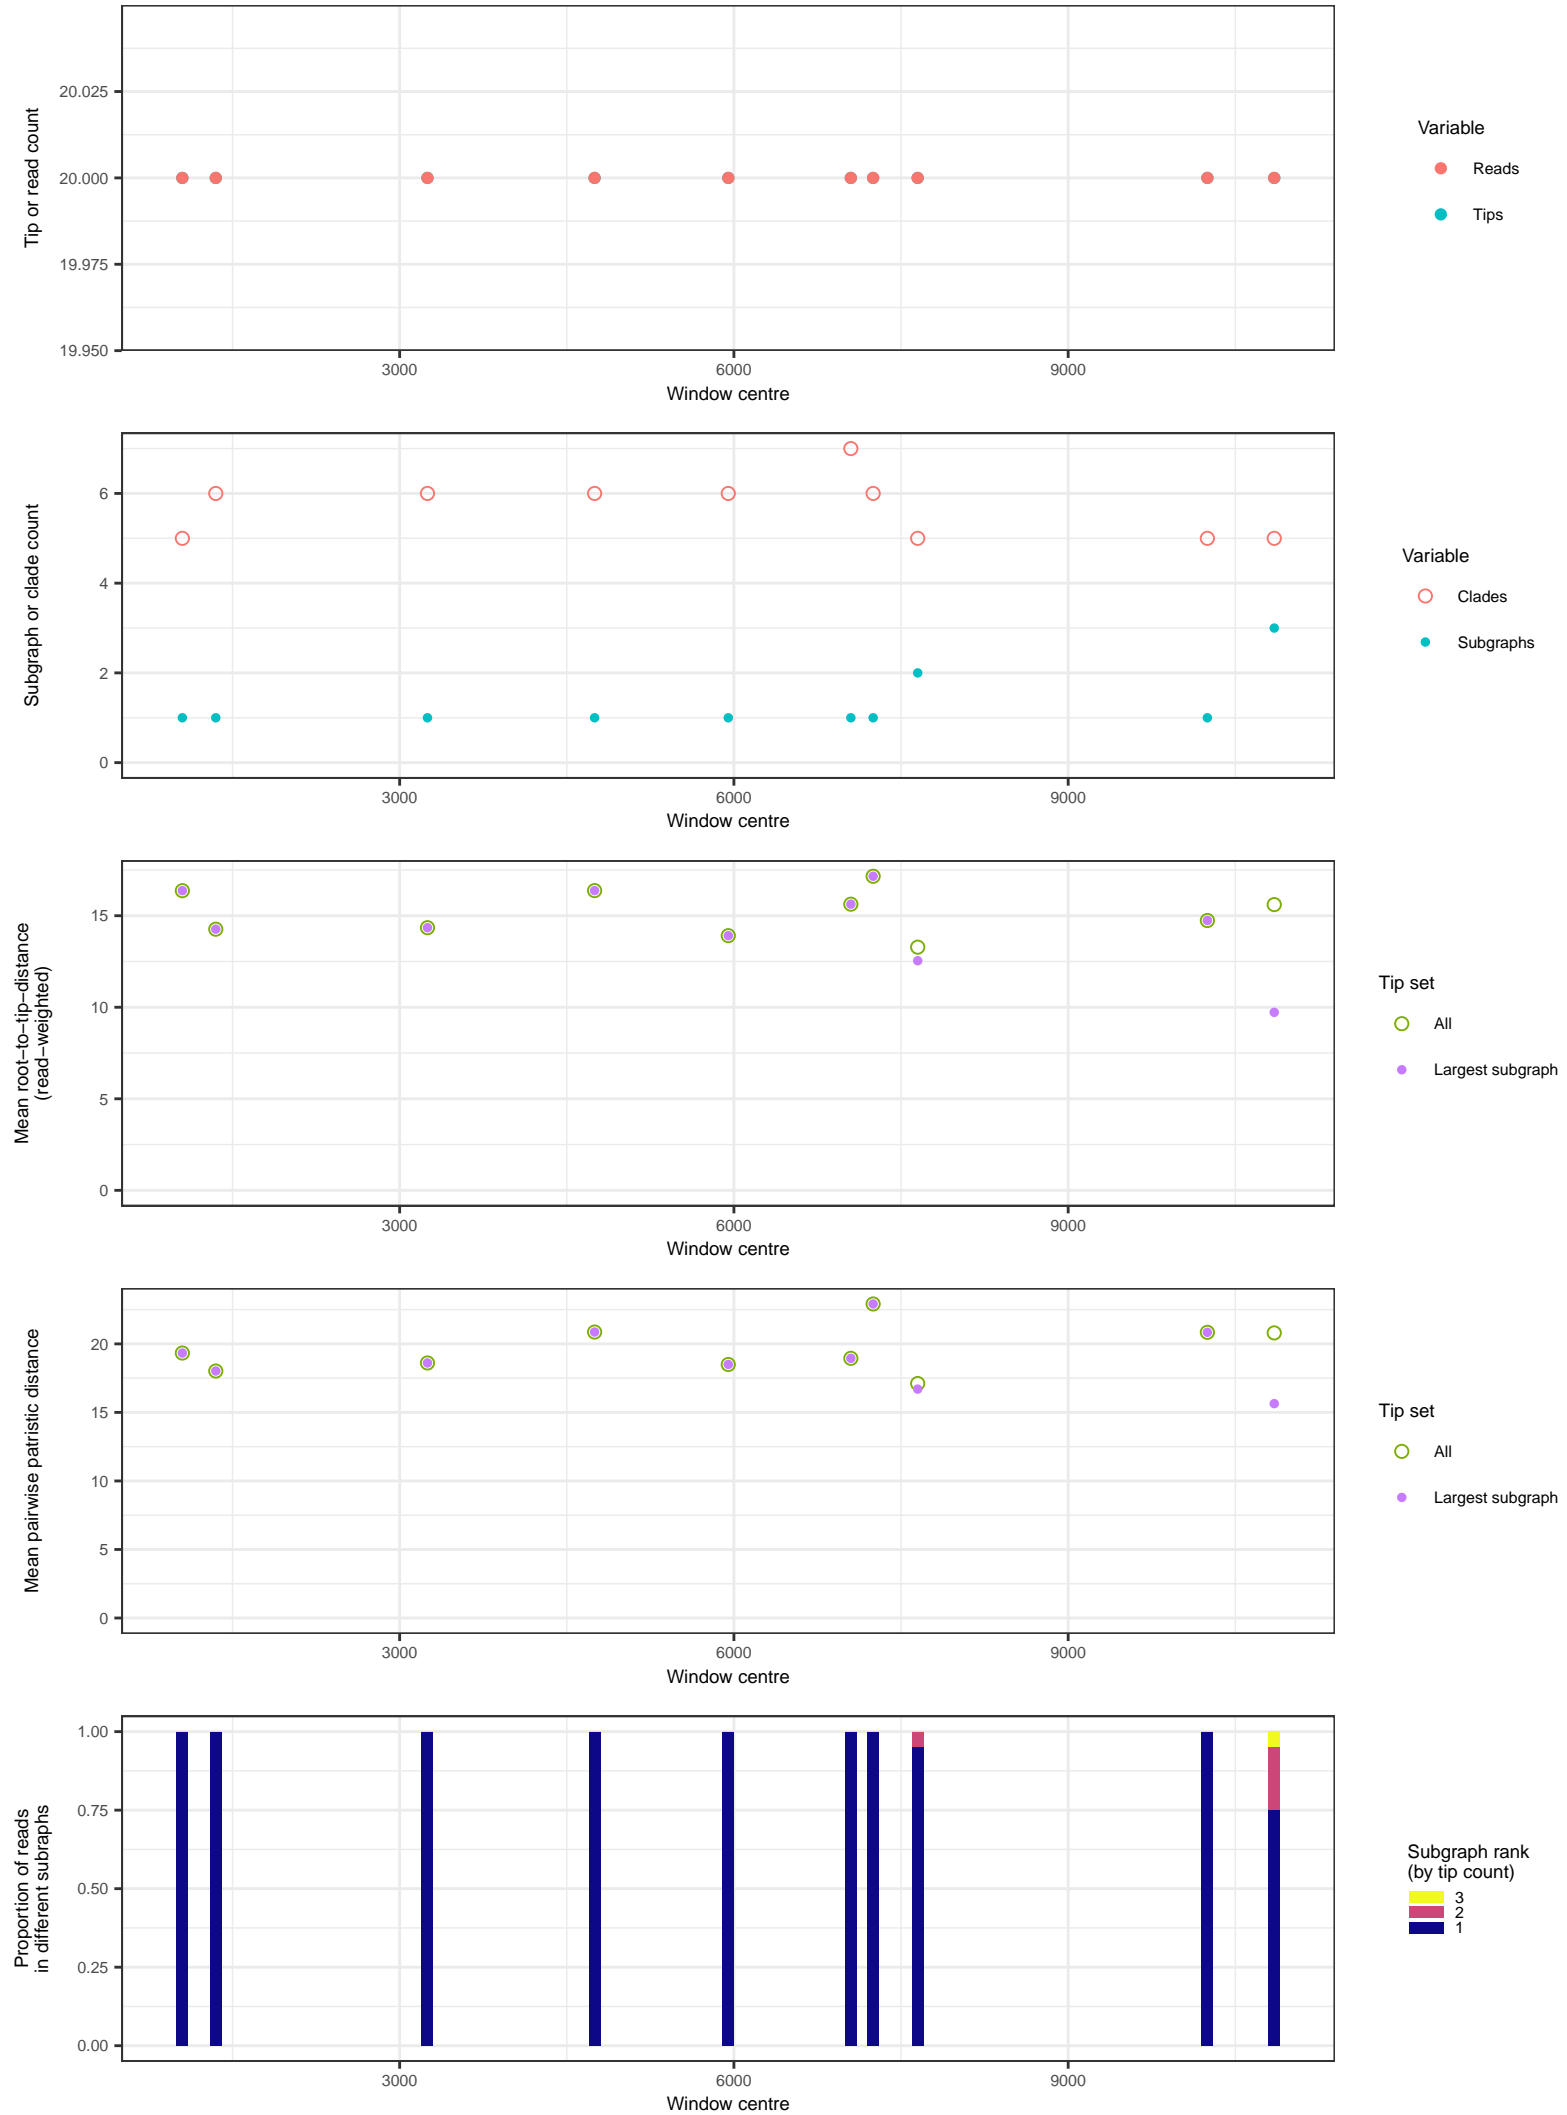 Tip or read count
20.025
20.000
19.975
19.950
3000
6000
9000
Window centre
Variable
Reads
Tips
Subgraph or clade count
6
4
2
0
3000
6000
9000
Window centre
Variable
Clades
Subgraphs
Mean root−to−tip−distance
(read−weighted)
15
10
5
0
3000
6000
9000
Window centre
Tip set
All
Largest subgraph
Mean pairwise patristic distance
20
15
10
5
0
3000
6000
9000
Window centre
Tip set
All
Largest subgraph
Proportion of reads
in different subraphs
1.00
0.75
0.50
0.25
0.00
3000
6000
9000
Window centre
Subgraph rank
(by tip count)
3
2
1